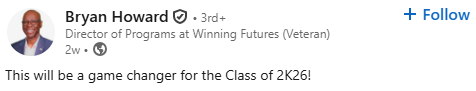 Bryan Howard • 3rd+
+ Follow
Director of Programs at Winning Futures (Veteran)
2w •
This will be a game changer for the Class of 2K26!